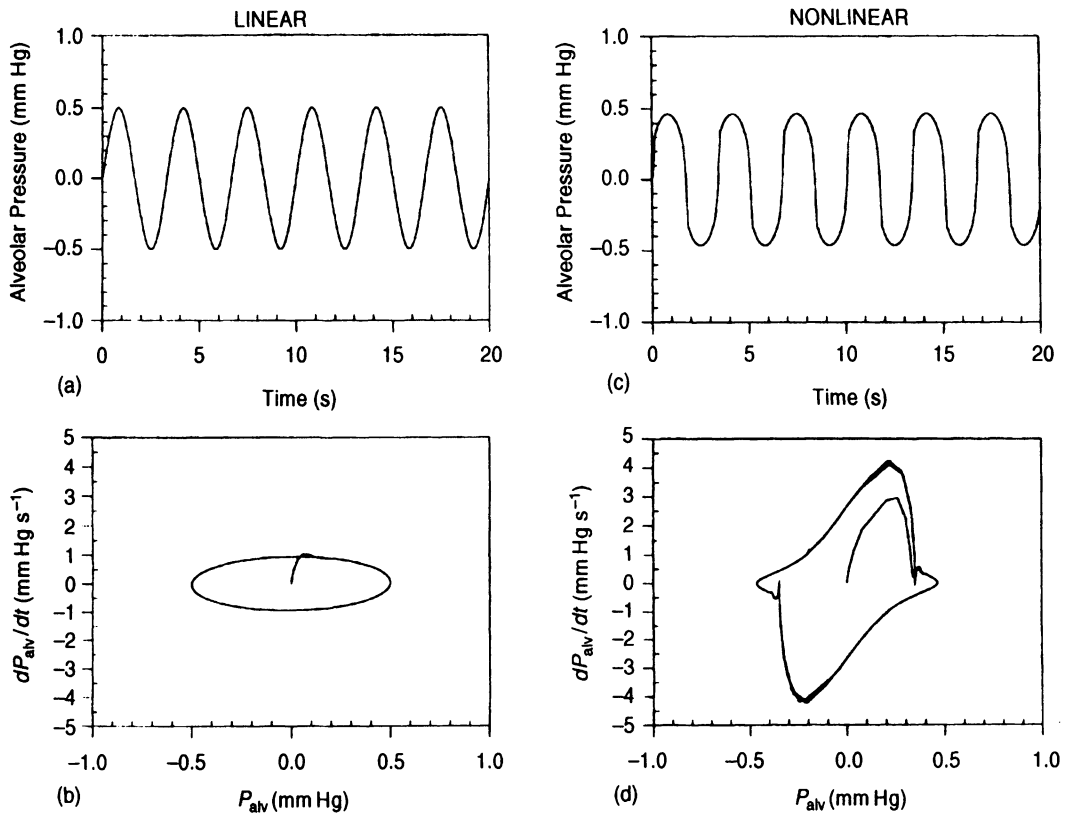 LINEAR
Alveolar Pressure (mm Hg)
1.0
0.5
0.0
−0.5
−1.0
0 5 10 15 20
(a)
Time (s)
NONLINEAR
Alveolar Pressure (mm Hg)
1.0
0.5
0.0
−0.5
−1.0
0 5 10 15 20
(c)
Time (s)
dPalv/dt (mm Hg s−1)
5
4
3
2
1
0
−1
−2
−3
−4
−5
−1.0 −0.5 0.0 0.5 1.0
(b)
Palv (mm Hg)
dPalv/dt (mm Hg s−1)
5
4
3
2
1
0
−1
−2
−3
−4
−5
−1.0 −0.5 0.0 0.5 1.0
(d)
Palv (mm Hg)